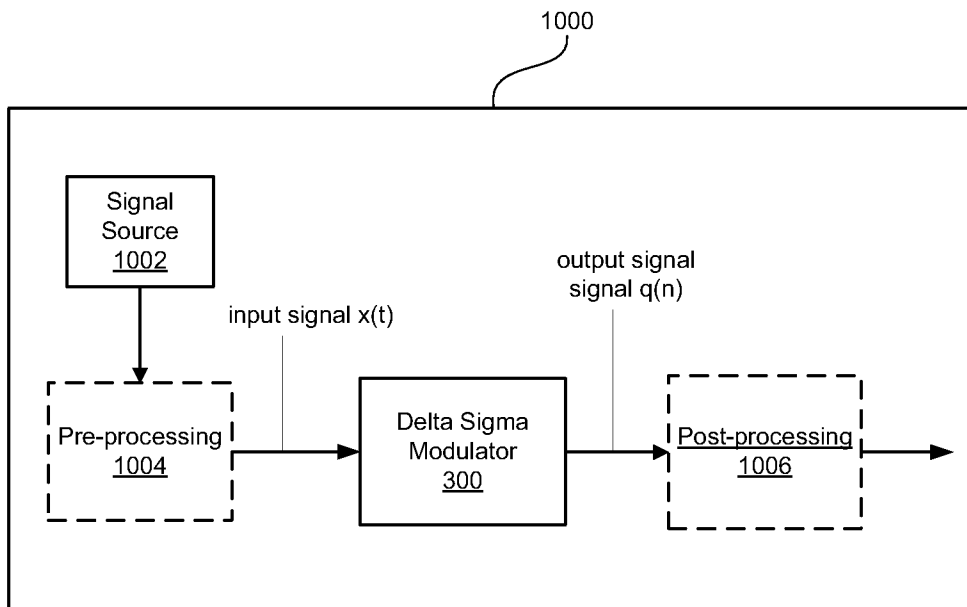 1000
Signal
Source
1002
input signal x(t)
output signal
signal q(n)
Pre-processing
1004
Delta Sigma
Modulator
300
Post-processing
1006